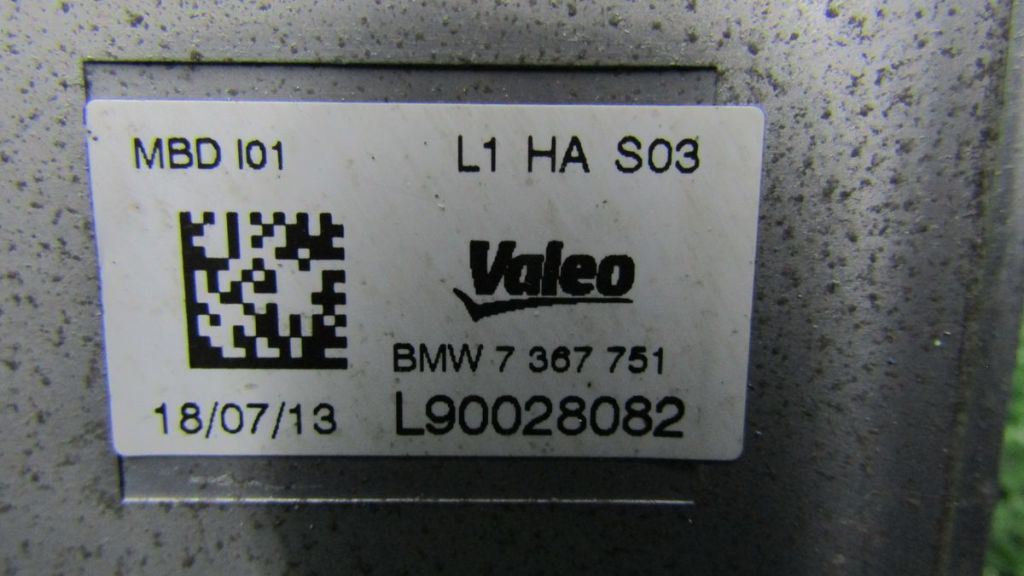 MBD I01 L1 HA S03
Valeo
BMW 7 367 751
18/07/13 L90028082